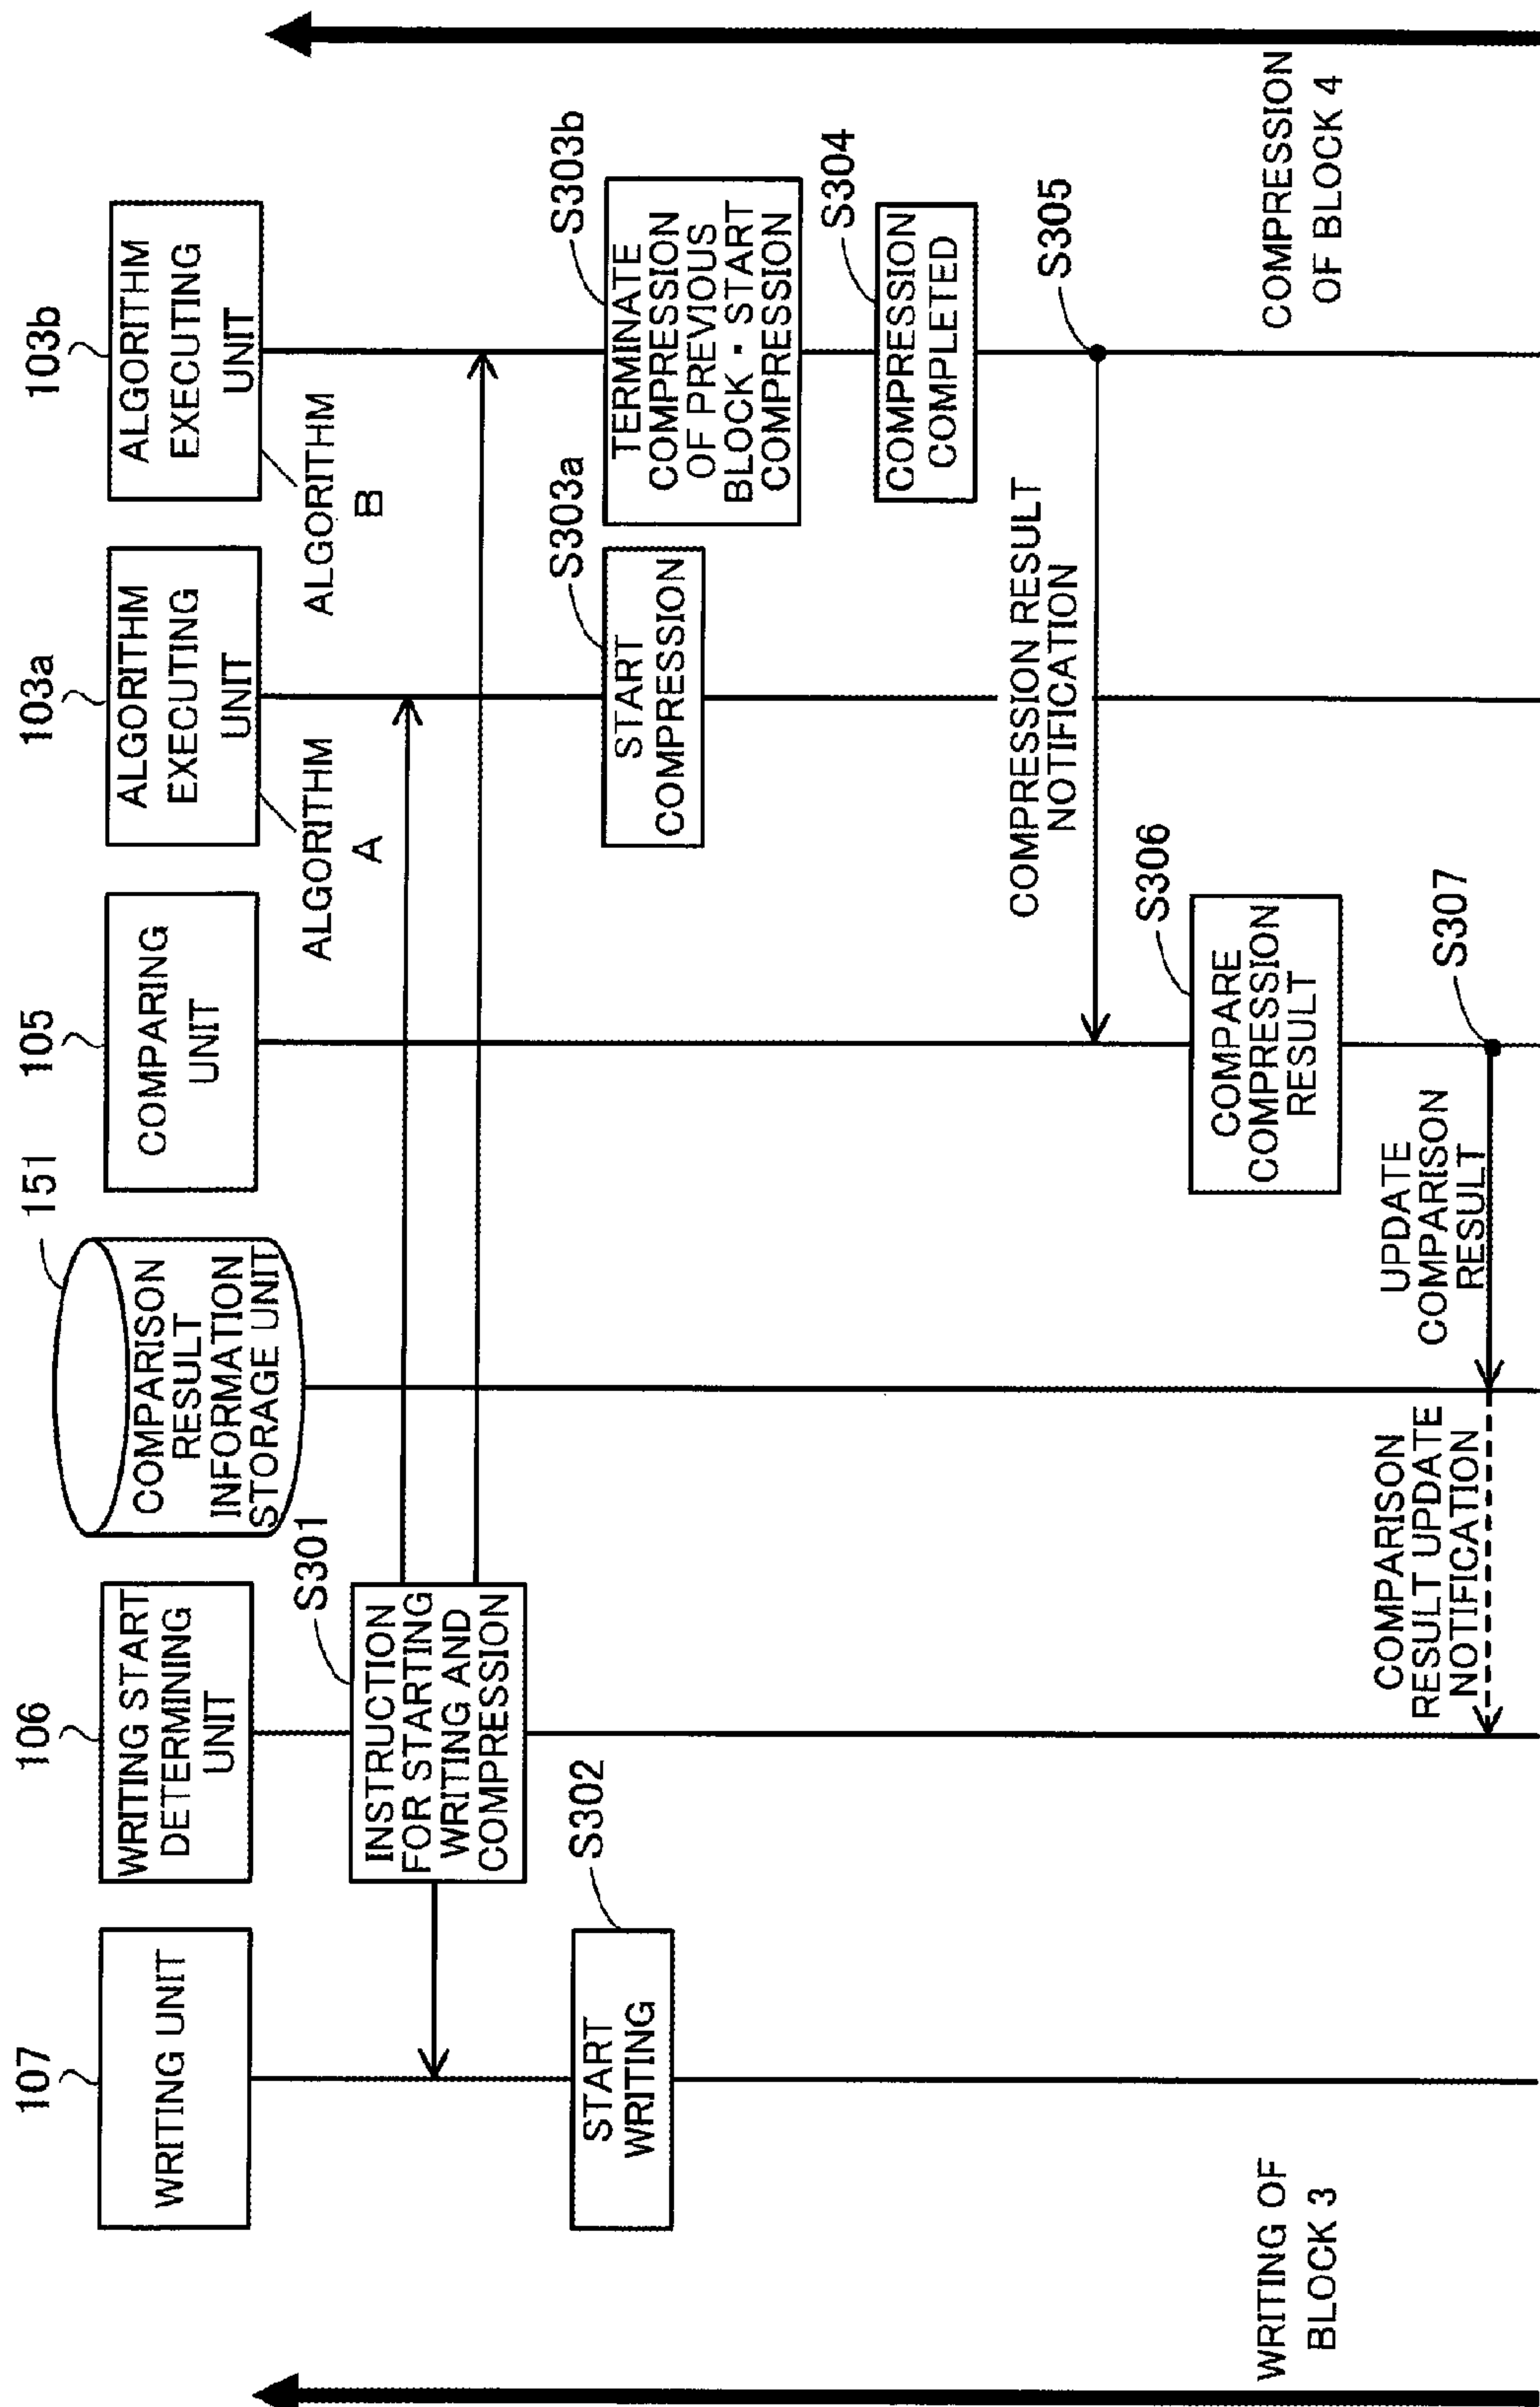 107
WRITING UNIT
106
WRITING START
DETERMINING
UNIT
151
COMPARISON
RESULT
INFORMATION
STORAGE UNIT
105
COMPARING
UNIT
103a
ALGORITHM
EXECUTING
UNIT
ALGORITHM
A
103b
ALGORITHM
EXECUTING
UNIT
ALGORITHM
B
S301
INSTRUCTION
FOR STARTING
WRITING AND
COMPRESSION
S302
START
WRITING
S303a
START
COMPRESSION
S303b
TERMINATE
COMPRESSION
OF PREVIOUS
BLOCK・START
COMPRESSION
S304
COMPRESSION
COMPLETED
S305
COMPRESSION RESULT
NOTIFICATION
S306
COMPARE
COMPRESSION
RESULT
S307
UPDATE
COMPARISON
RESULT
COMPARISON
RESULT UPDATE
NOTIFICATION
WRITING OF
BLOCK 3
COMPRESSION
OF BLOCK 4